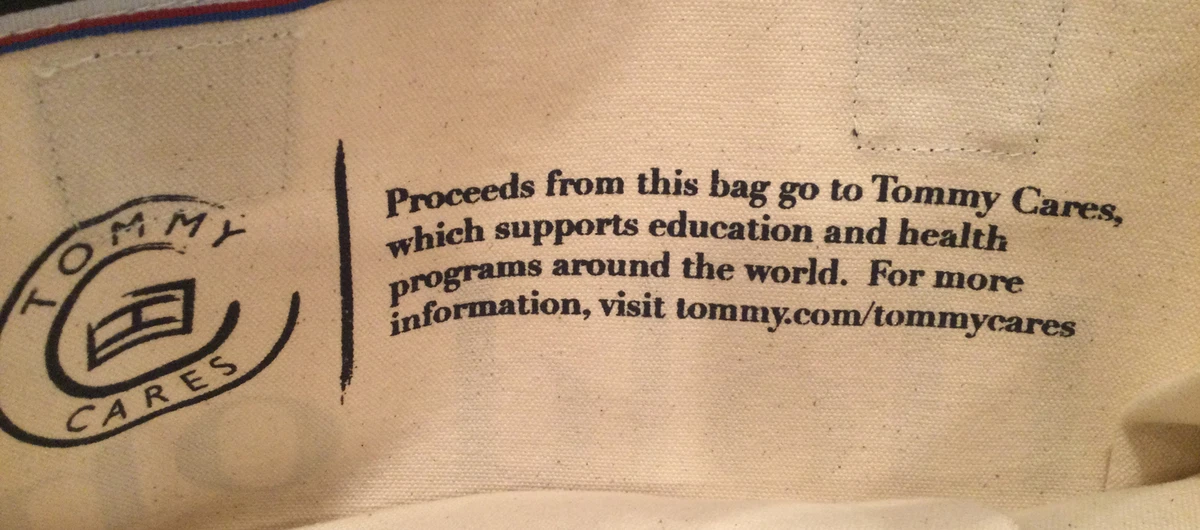 TOMMY
CARES
Proceeds from this bag go to Tommy Cares,
which supports education and health
programs around the world. For more
information, visit tommy.com/tommycares